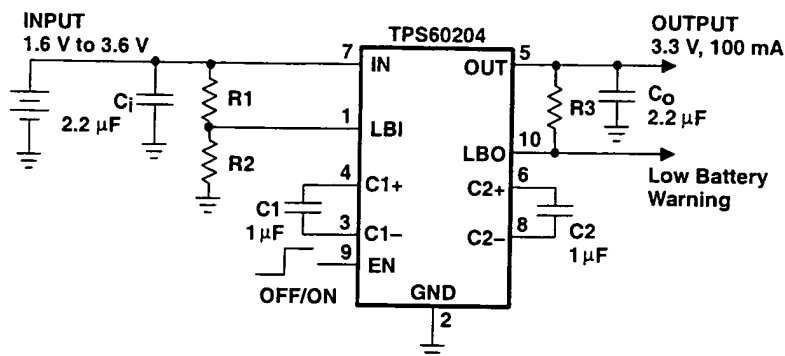 INPUT
1.6 V to 3.6 V
OUTPUT
3.3 V, 100 mA
TPS60204
7
IN
OUT
5
Ci
2.2 µF
R1
R2
1
LBI
R3
Co
2.2 µF
LBO
10
Low Battery
Warning
4
C1+
C1
1 µF
3
C1–
C2+
6
C2–
8
C2
1 µF
9
EN
OFF/ON
GND
2